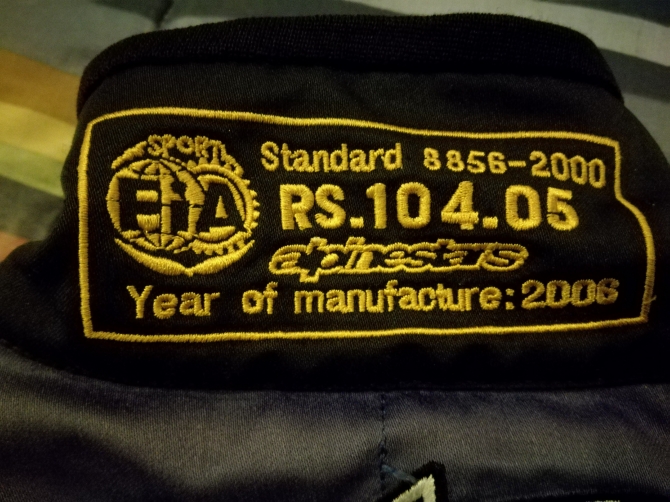 SPORT
FIA
Standard 8856-2000
RS.104.05
alpinestars
Year of manufacture: 2006